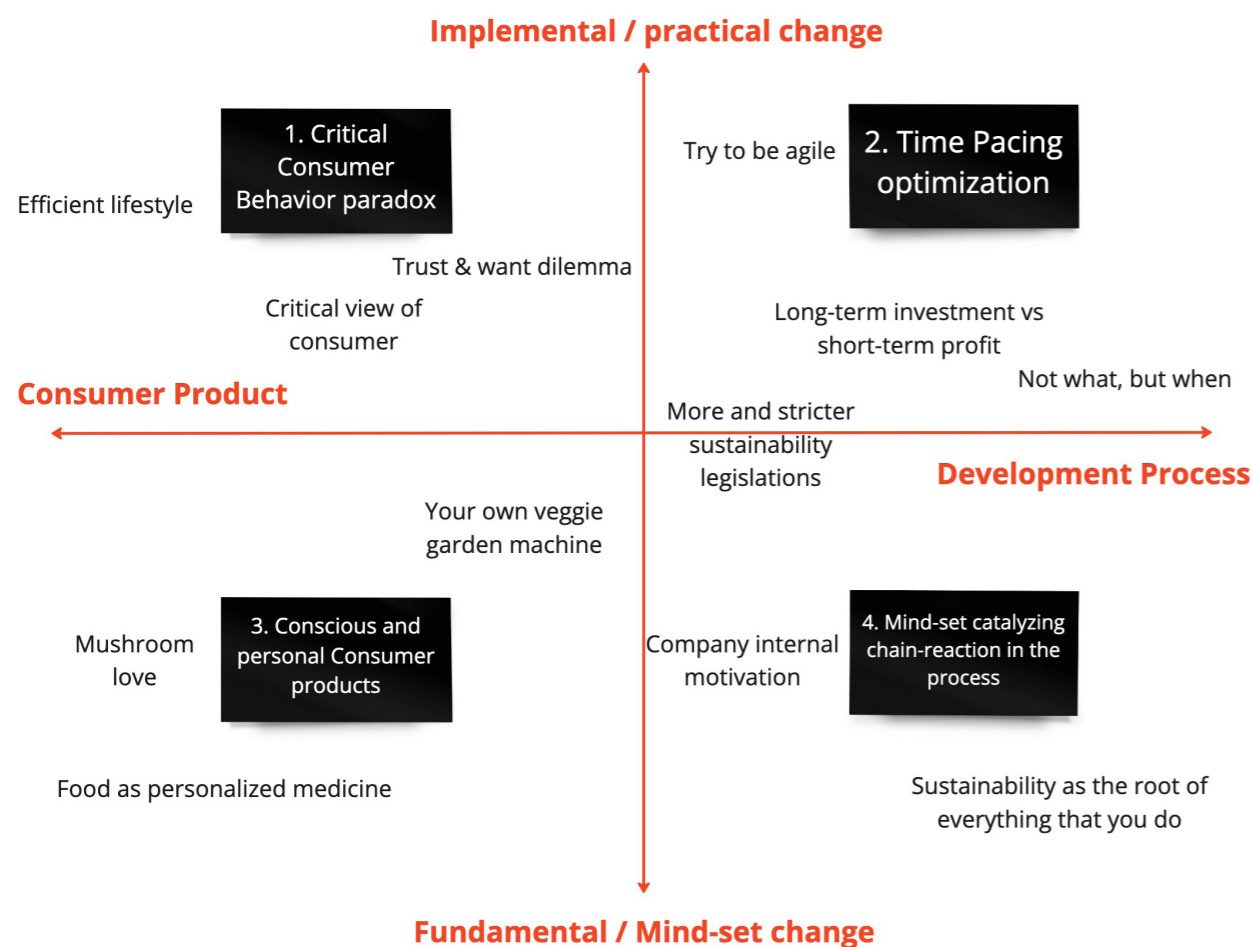 Implemental / practical change
1. Critical
Consumer
Behavior paradox
Efficient lifestyle
Trust & want dilemma
Critical view of
consumer
Try to be agile
2. Time Pacing
optimization
Long-term investment vs
short-term profit
Not what, but when
Consumer Product
More and stricter
sustainability
legislations
Development Process
Your own veggie
garden machine
Mushroom
love
3. Conscious and
personal Consumer
products
Food as personalized medicine
Company internal
motivation
4. Mind-set catalyzing
chain-reaction in the
process
Sustainability as the root of
everything that you do
Fundamental / Mind-set change